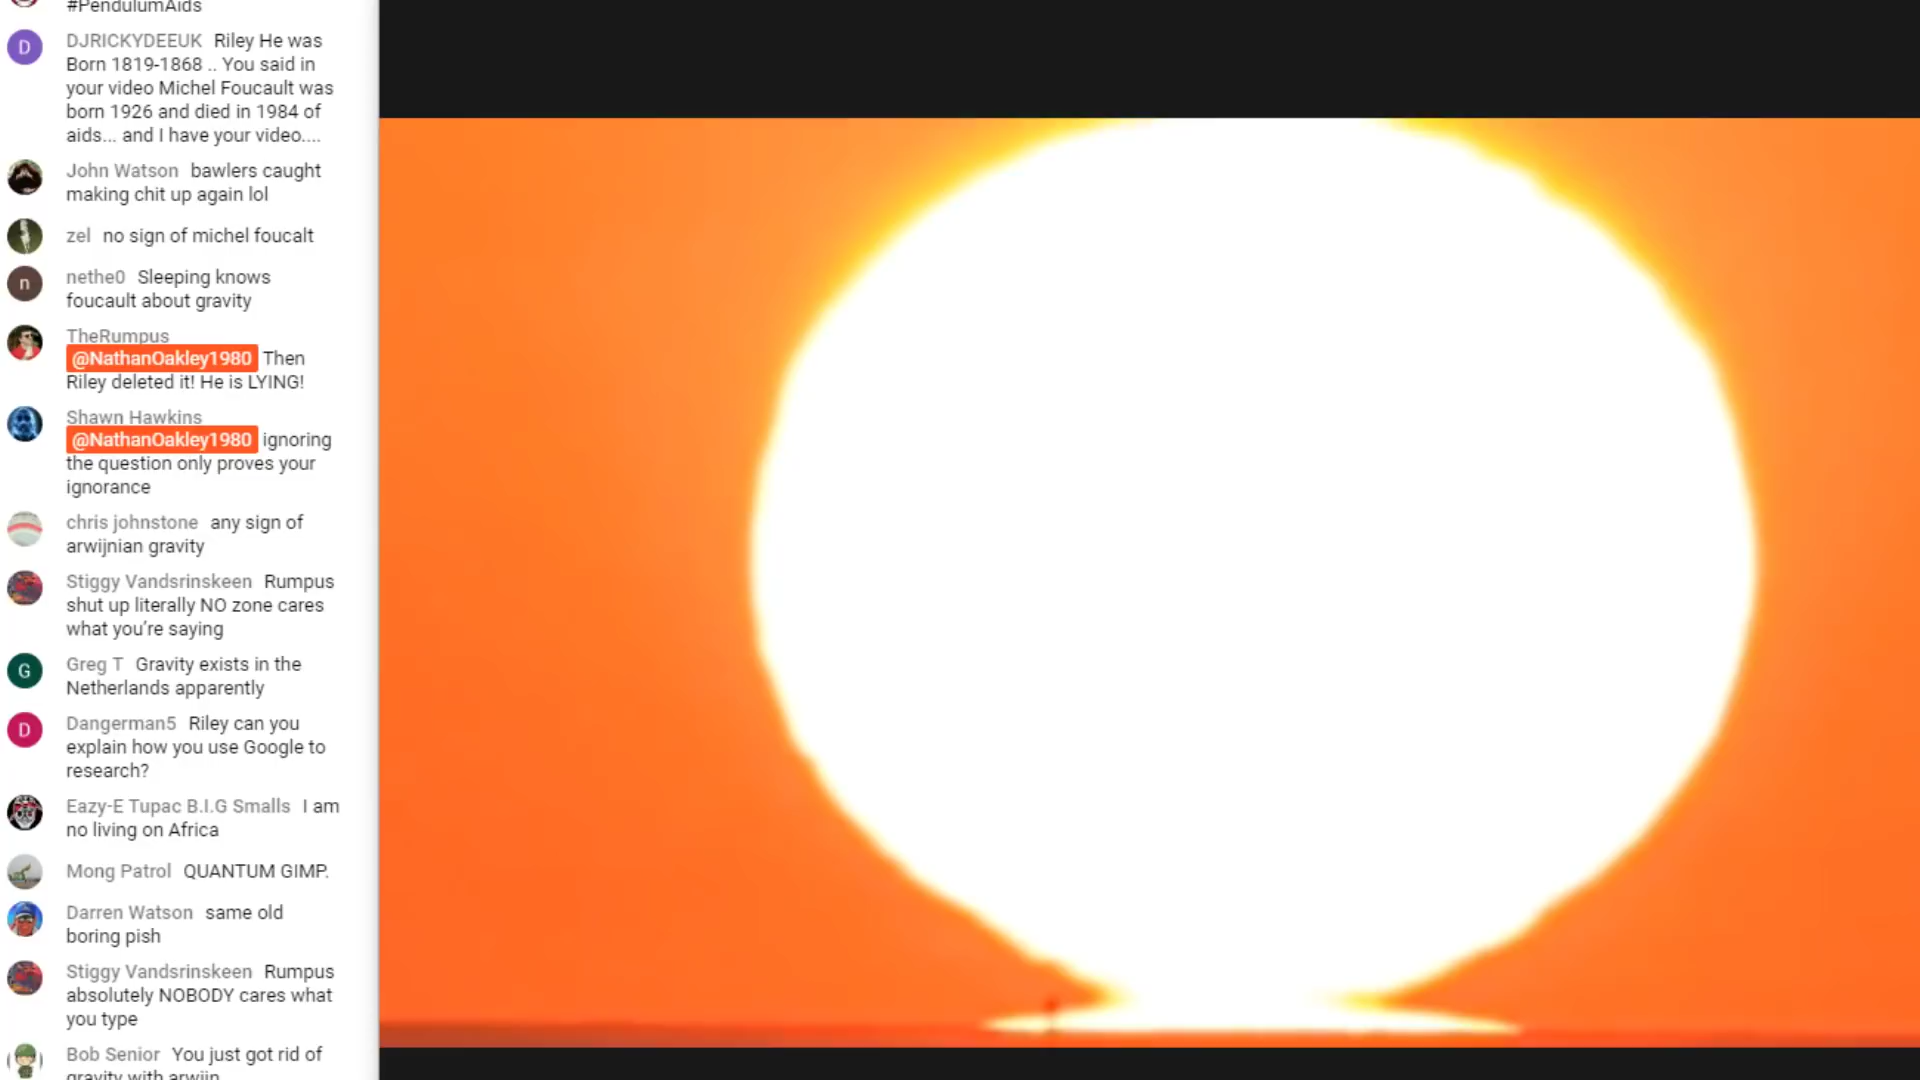 #PendulumAids
D
DJRICKYDEEUK Riley He was
Born 1819-1868 .. You said in
your video Michel Foucault was
born 1926 and died in 1984 of
aids... and I have your video....
John Watson bawlers caught
making chit up again lol
zel no sign of michel foucalt
n
nethe0 Sleeping knows
foucault about gravity
TheRumpus
@NathanOakley1980 Then
Riley deleted it! He is LYING!
Shawn Hawkins
@NathanOakley1980 ignoring
the question only proves your
ignorance
chris johnstone any sign of
arwijnian gravity
Stiggy Vandsrinskeen Rumpus
shut up literally NO zone cares
what you’re saying
G
Greg T Gravity exists in the
Netherlands apparently
D
Dangerman5 Riley can you
explain how you use Google to
research?
Eazy-E Tupac B.I.G Smalls I am
no living on Africa
Mong Patrol QUANTUM GIMP.
Darren Watson same old
boring pish
Stiggy Vandsrinskeen Rumpus
absolutely NOBODY cares what
you type
Bob Senior You just got rid of
gravity with arwijn